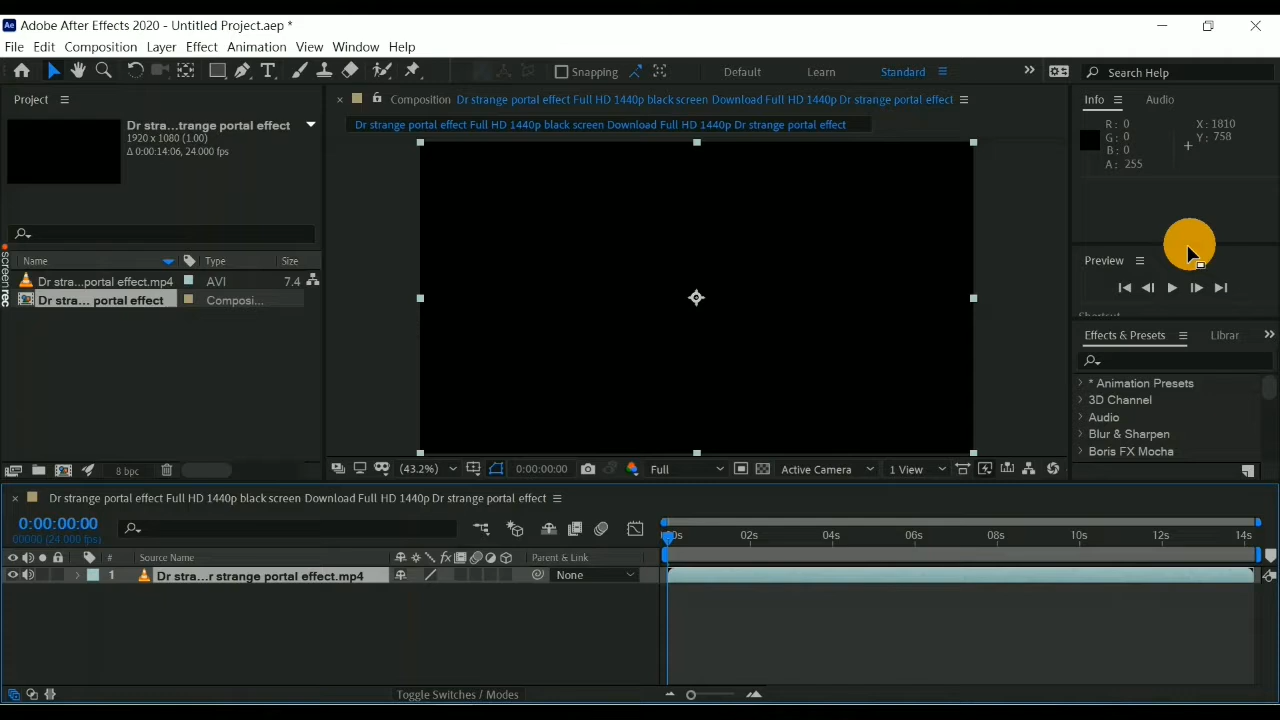 Ae Adobe After Effects 2020 - Untitled Project.aep *
File Edit Composition Layer Effect Animation View Window Help
Snapping Default Learn Standard Search Help
Project
Dr stra...trange portal effect
1920 x 1080 (1.00)
Δ 0:00:14:06, 24.000 fps
Name Type Size
Dr stra...portal effect.mp4 AVI 7.4
Dr stra... portal effect Composi...
screenrec
8 bpc
Composition Dr strange portal effect Full HD 1440p black screen Download Full HD 1440p Dr strange portal effect
Dr strange portal effect Full HD 1440p black screen Download Full HD 1440p Dr strange portal effect
(43.2%) 0:00:00:00 Full Active Camera 1 View
Info Audio
R: 0 X: 1810
G: 0 Y: 758
B: 0
A: 255
Preview
Shortcut
Effects & Presets Librar
* Animation Presets
3D Channel
Audio
Blur & Sharpen
Boris FX Mocha
Dr strange portal effect Full HD 1440p black screen Download Full HD 1440p Dr strange portal effect
0:00:00:00
00000 (24.000 fps)
02s 04s 06s 08s 10s 12s 14s
# Source Name fx Parent & Link
1 Dr stra...r strange portal effect.mp4 None
Toggle Switches / Modes